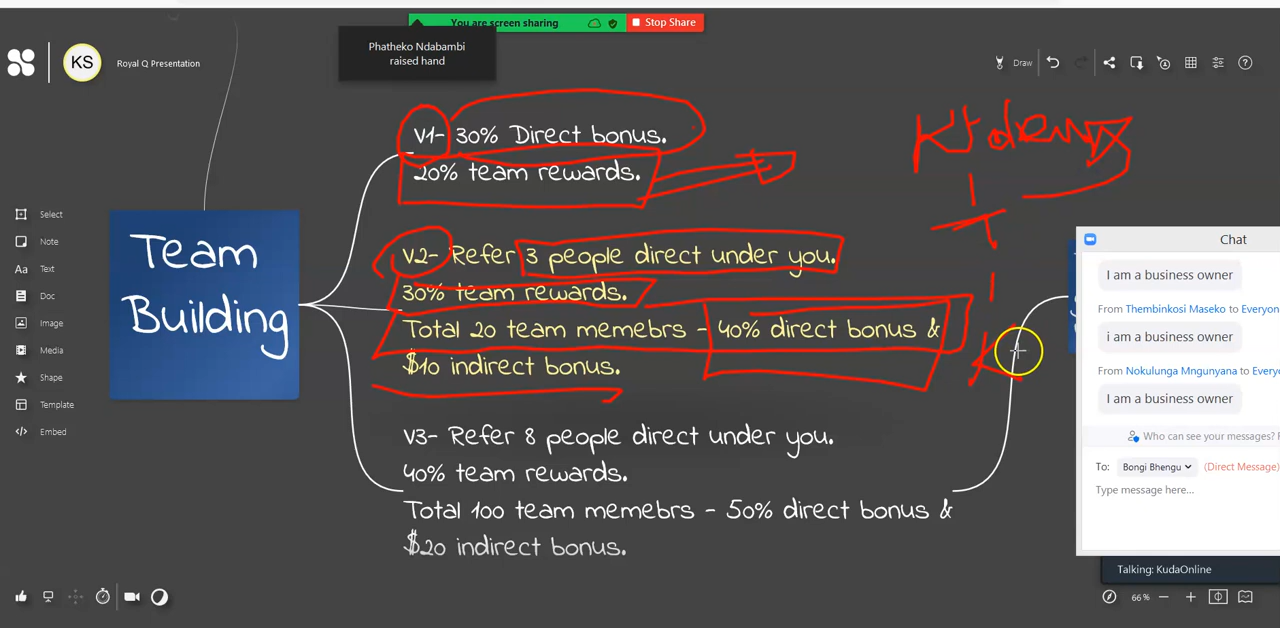 You are screen sharing
Stop Share
Phatheko Ndabambi
raised hand
KS
Royal Q Presentation
Draw
V1- 30% Direct bonus.
20% team rewards.
Team
Building
V2- Refer 3 people direct under you.
30% team rewards.
Total 20 team memebrs - 40% direct bonus &
$10 indirect bonus.
V3- Refer 8 people direct under you.
40% team rewards.
Total 100 team memebrs - 50% direct bonus &
$20 indirect bonus.
Select
Note
Text
Doc
Image
Media
Shape
Template
Embed
Chat
I am a business owner
From Thembinkosi Maseko to Everyon
i am a business owner
From Nokulunga Mngunyana to Everyo
I am a business owner
Who can see your messages?
To: Bongi Bhengu (Direct Message)
Type message here...
Talking: KudaOnline
66%